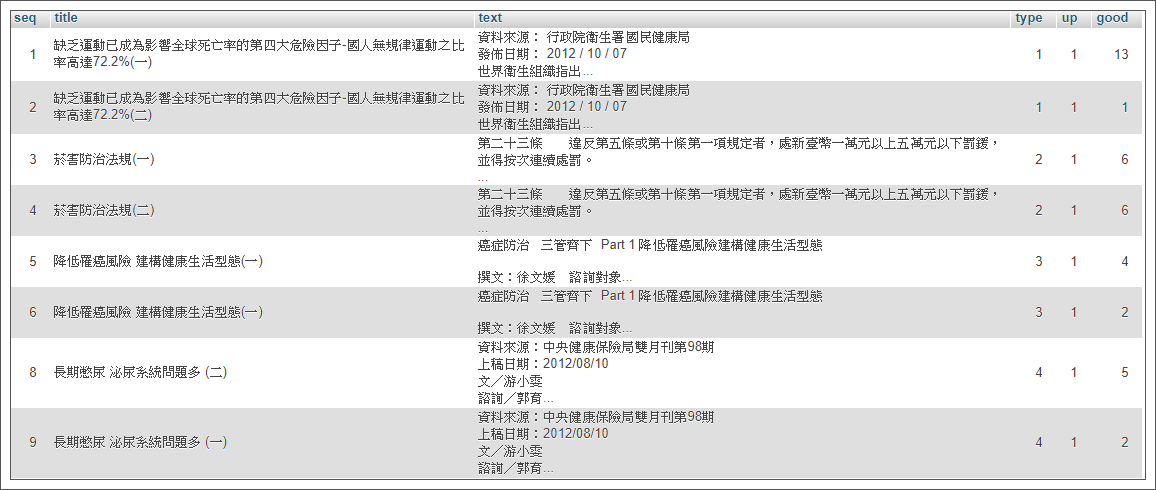 seq title text type up good
1 缺乏運動已成為影響全球死亡率的第四大危險因子-國人無規律運動之比
率高達72.2%(一)
資料來源： 行政院衛生署國民健康局
發佈日期： 2012 / 10 / 07
世界衛生組織指出...
1 1 13
2 缺乏運動已成為影響全球死亡率的第四大危險因子-國人無規律運動之比
率高達72.2%(二)
資料來源： 行政院衛生署國民健康局
發佈日期： 2012 / 10 / 07
世界衛生組織指出...
1 1 1
3 菸害防治法規(一)
第二十三條　　違反第五條或第十條第一項規定者，處新臺幣一萬元以上五萬元以下罰鍰，
並得按次連續處罰。
...
2 1 6
4 菸害防治法規(二)
第二十三條　　違反第五條或第十條第一項規定者，處新臺幣一萬元以上五萬元以下罰鍰，
並得按次連續處罰。
...
2 1 6
5 降低罹癌風險 建構健康生活型態(一)
癌症防治　三管齊下 Part 1 降低罹癌風險建構健康生活型態
撰文：徐文媛　諮詢對象...
3 1 4
6 降低罹癌風險 建構健康生活型態(一)
癌症防治　三管齊下 Part 1 降低罹癌風險建構健康生活型態
撰文：徐文媛　諮詢對象...
3 1 2
8 長期憋尿 泌尿系統問題多 (二)
資料來源：中央健康保險局雙月刊第98期
上稿日期：2012/08/10
文／游小雯
諮詢／郭育...
4 1 5
9 長期憋尿 泌尿系統問題多 (一)
資料來源：中央健康保險局雙月刊第98期
上稿日期：2012/08/10
文／游小雯
諮詢／郭育...
4 1 2